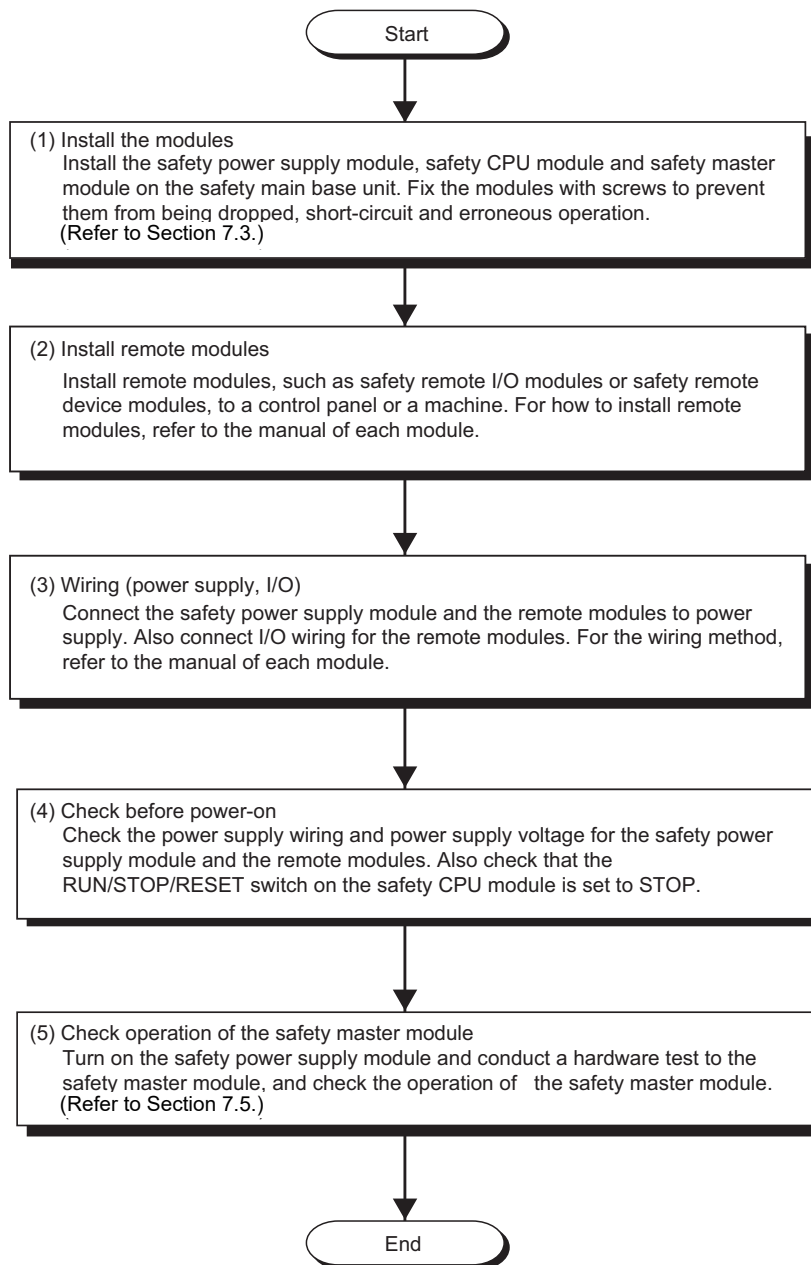 Start
(1) Install the modules
Install the safety power supply module, safety CPU module and safety master
module on the safety main base unit. Fix the modules with screws to prevent
them from being dropped, short-circuit and erroneous operation.
(Refer to Section 7.3.)
(2) Install remote modules
Install remote modules, such as safety remote I/O modules or safety remote
device modules, to a control panel or a machine. For how to install remote
modules, refer to the manual of each module.
(3) Wiring (power supply, I/O)
Connect the safety power supply module and the remote modules to power
supply. Also connect I/O wiring for the remote modules. For the wiring method,
refer to the manual of each module.
(4) Check before power-on
Check the power supply wiring and power supply voltage for the safety power
supply module and the remote modules. Also check that the
RUN/STOP/RESET switch on the safety CPU module is set to STOP.
(5) Check operation of the safety master module
Turn on the safety power supply module and conduct a hardware test to the
safety master module, and check the operation of the safety master module.
(Refer to Section 7.5.)
End